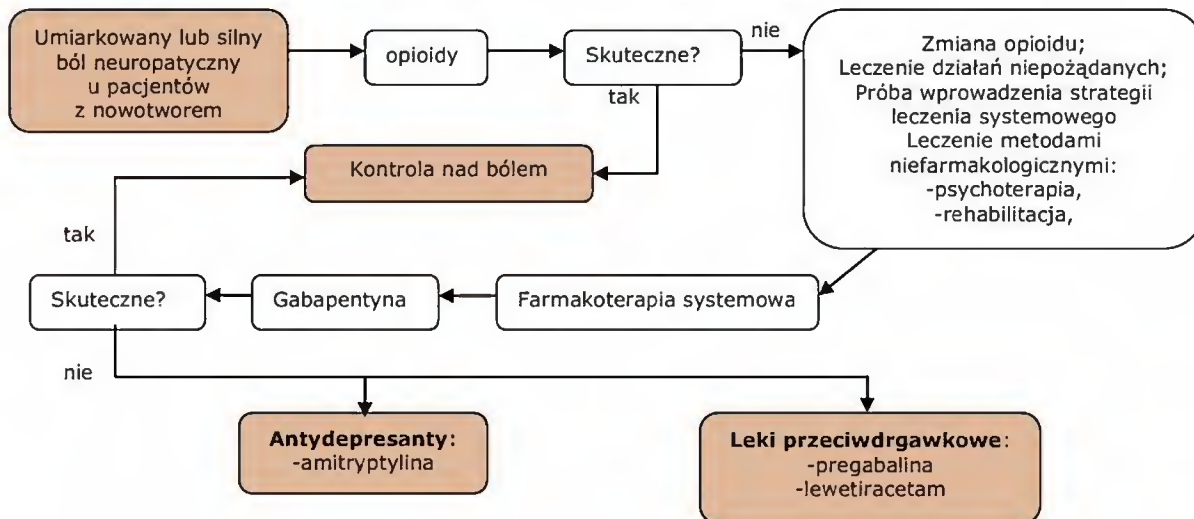 Umiarkowany lub silny
ból neuropatyczny
u pacjentów
z nowotworem
opioidy
Skuteczne?
nie
tak
Zmiana opioidu;
Leczenie działań niepożądanych;
Próba wprowadzenia strategii
leczenia systemowego
Leczenie metodami
niefarmakologicznymi:
-psychoterapia,
-rehabilitacja,
Kontrola nad bólem
tak
Skuteczne?
Gabapentyna
Farmakoterapia systemowa
nie
Antydepresanty:
-amitryptylina
Leki przeciwdrgawkowe:
-pregabalina
-lewetiracetam